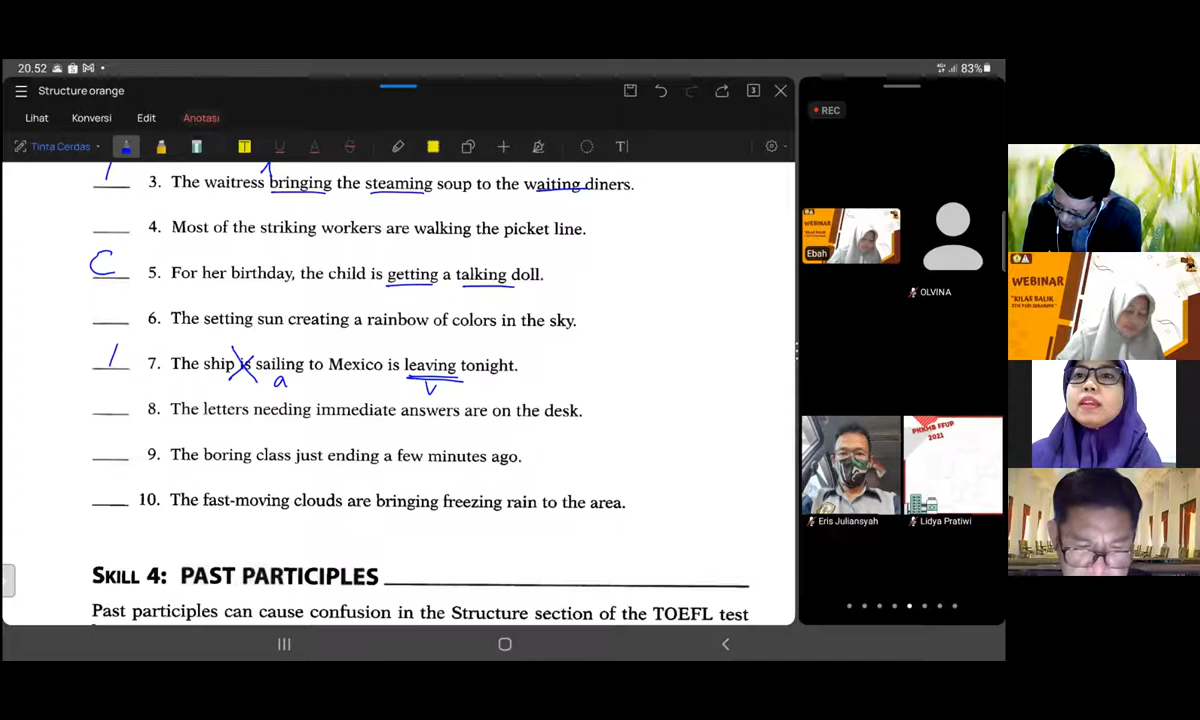 20.52
83%
Structure orange
3
Lihat Konversi Edit Anotasi
Tinta Cerdas
T
T|
REC
I 3. The waitress bringing the steaming soup to the waiting diners.
4. Most of the striking workers are walking the picket line.
C 5. For her birthday, the child is getting a talking doll.
6. The setting sun creating a rainbow of colors in the sky.
I 7. The ship is sailing to Mexico is leaving tonight.
a v
8. The letters needing immediate answers are on the desk.
9. The boring class just ending a few minutes ago.
10. The fast-moving clouds are bringing freezing rain to the area.
SKILL 4: PAST PARTICIPLES
Past participles can cause confusion in the Structure section of the TOEFL test
WEBINAR
Ebah
OLVINA
PKKMB FFUP
2021
Eris Juliansyah
Lidya Pratiwi
WEBINAR
"KILAS BALIK